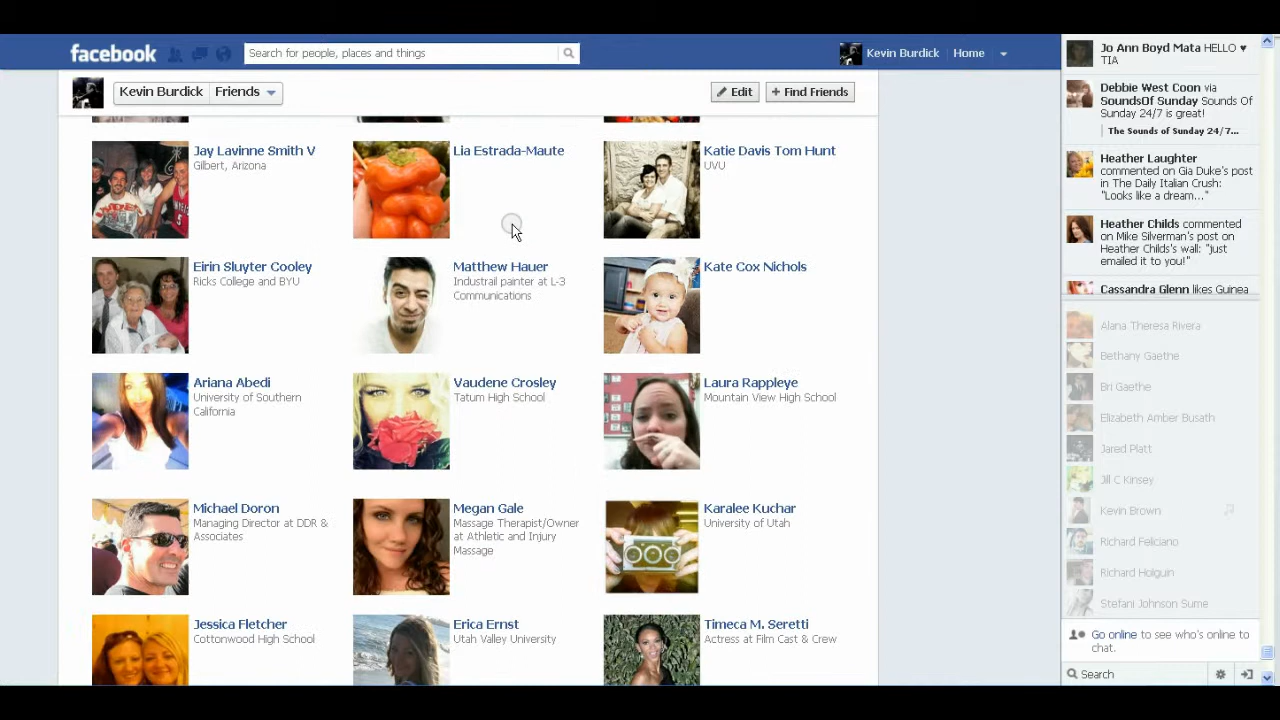 facebook
Search for people, places and things
Kevin Burdick
Home
Kevin Burdick
Friends
Edit
+ Find Friends
Jay Lavinne Smith V
Gilbert, Arizona
Lia Estrada-Maute
Katie Davis Tom Hunt
UVU
Eirin Sluyter Cooley
Ricks College and BYU
Matthew Hauer
Industrail painter at L-3
Communications
Kate Cox Nichols
Ariana Abedi
University of Southern
California
Vaudene Crosley
Tatum High School
Laura Rappleye
Mountain View High School
Michael Doron
Managing Director at DDR &
Associates
Megan Gale
Massage Therapist/Owner
at Athletic and Injury
Massage
Karalee Kuchar
University of Utah
Jessica Fletcher
Cottonwood High School
Erica Ernst
Utah Valley University
Timeca M. Seretti
Actress at Film Cast & Crew
Jo Ann Boyd Mata HELLO ♥
TIA
Debbie West Coon via
SoundsOf Sunday Sounds Of
Sunday 24/7 is great!
The Sounds of Sunday 24/7...
Heather Laughter
commented on Gia Duke's post
in The Daily Italian Crush:
"Looks like a dream..."
Heather Childs commented
on Mike Silverman's post on
Heather Childs's wall: "just
emailed it to you!"
Cassandra Glenn likes Guinea
Alana Theresa Rivera
Bethany Gaethe
Bri Gaethe
Elizabeth Amber Busath
Jared Platt
Jill C Kinsey
Kevin Brown
Richard Feliciano
Richard Holguin
Stefani Johnson Sume
Go online to see who's online to
chat.
Search